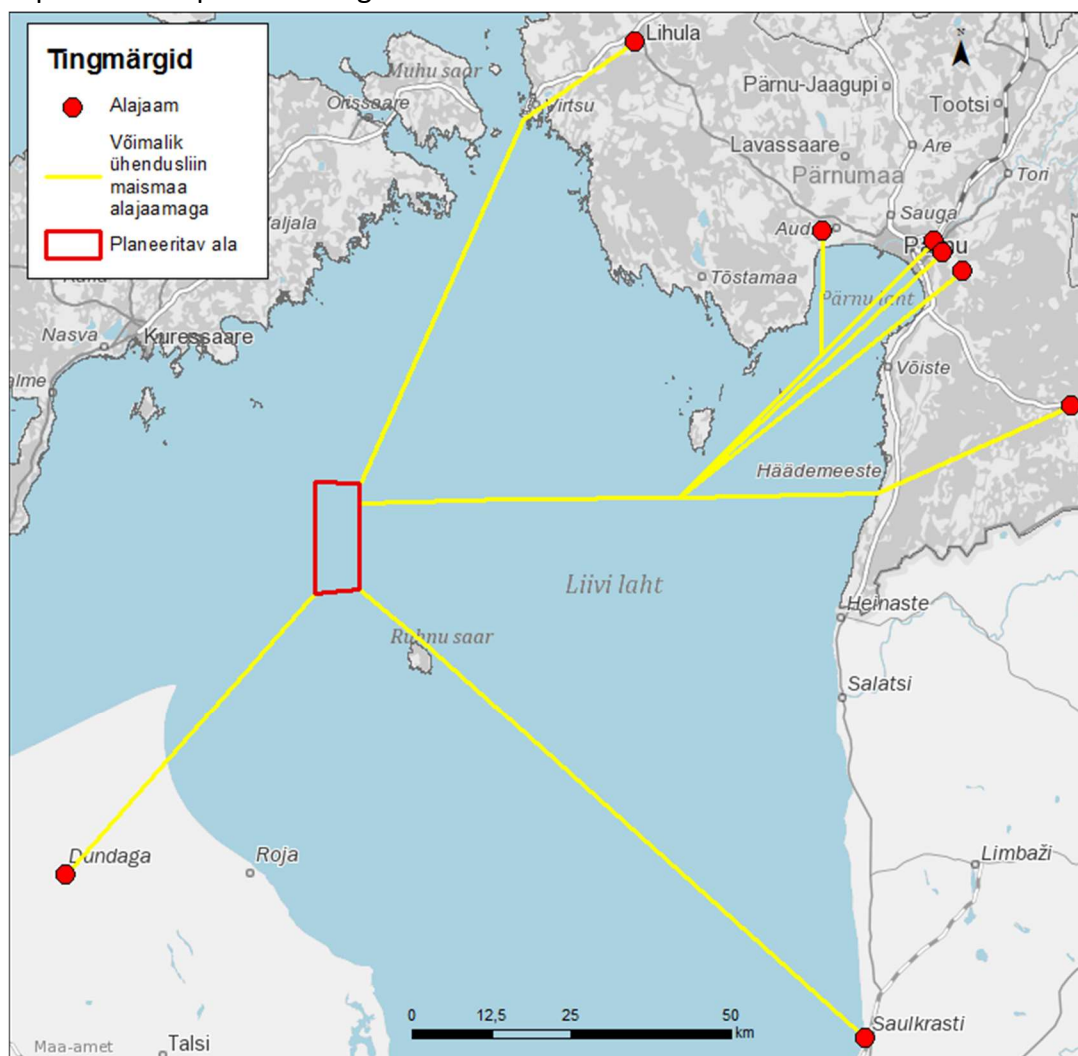 Tingmärgid
Alajaam
Võimalik
ühendusliin
maismaa
alajaamaga
Planeeritav ala
N
Lihula
Muhu saar
Orissaare
Virtsu
Pärnu-Jaagupi
Tootsi
Lavassaare
Are
Pärnumaa
Tori
Sauga
Pärnu
Tõstamaa
Pärnu laht
Nasva
Kuressaare
Võiste
Häädemeeste
Liivi laht
Heinaste
Ruhnu saar
Salatsi
Dundaga
Roja
Limbaži
0 12,5 25 50
km
Saulkrasti
Maa-amet
Talsi